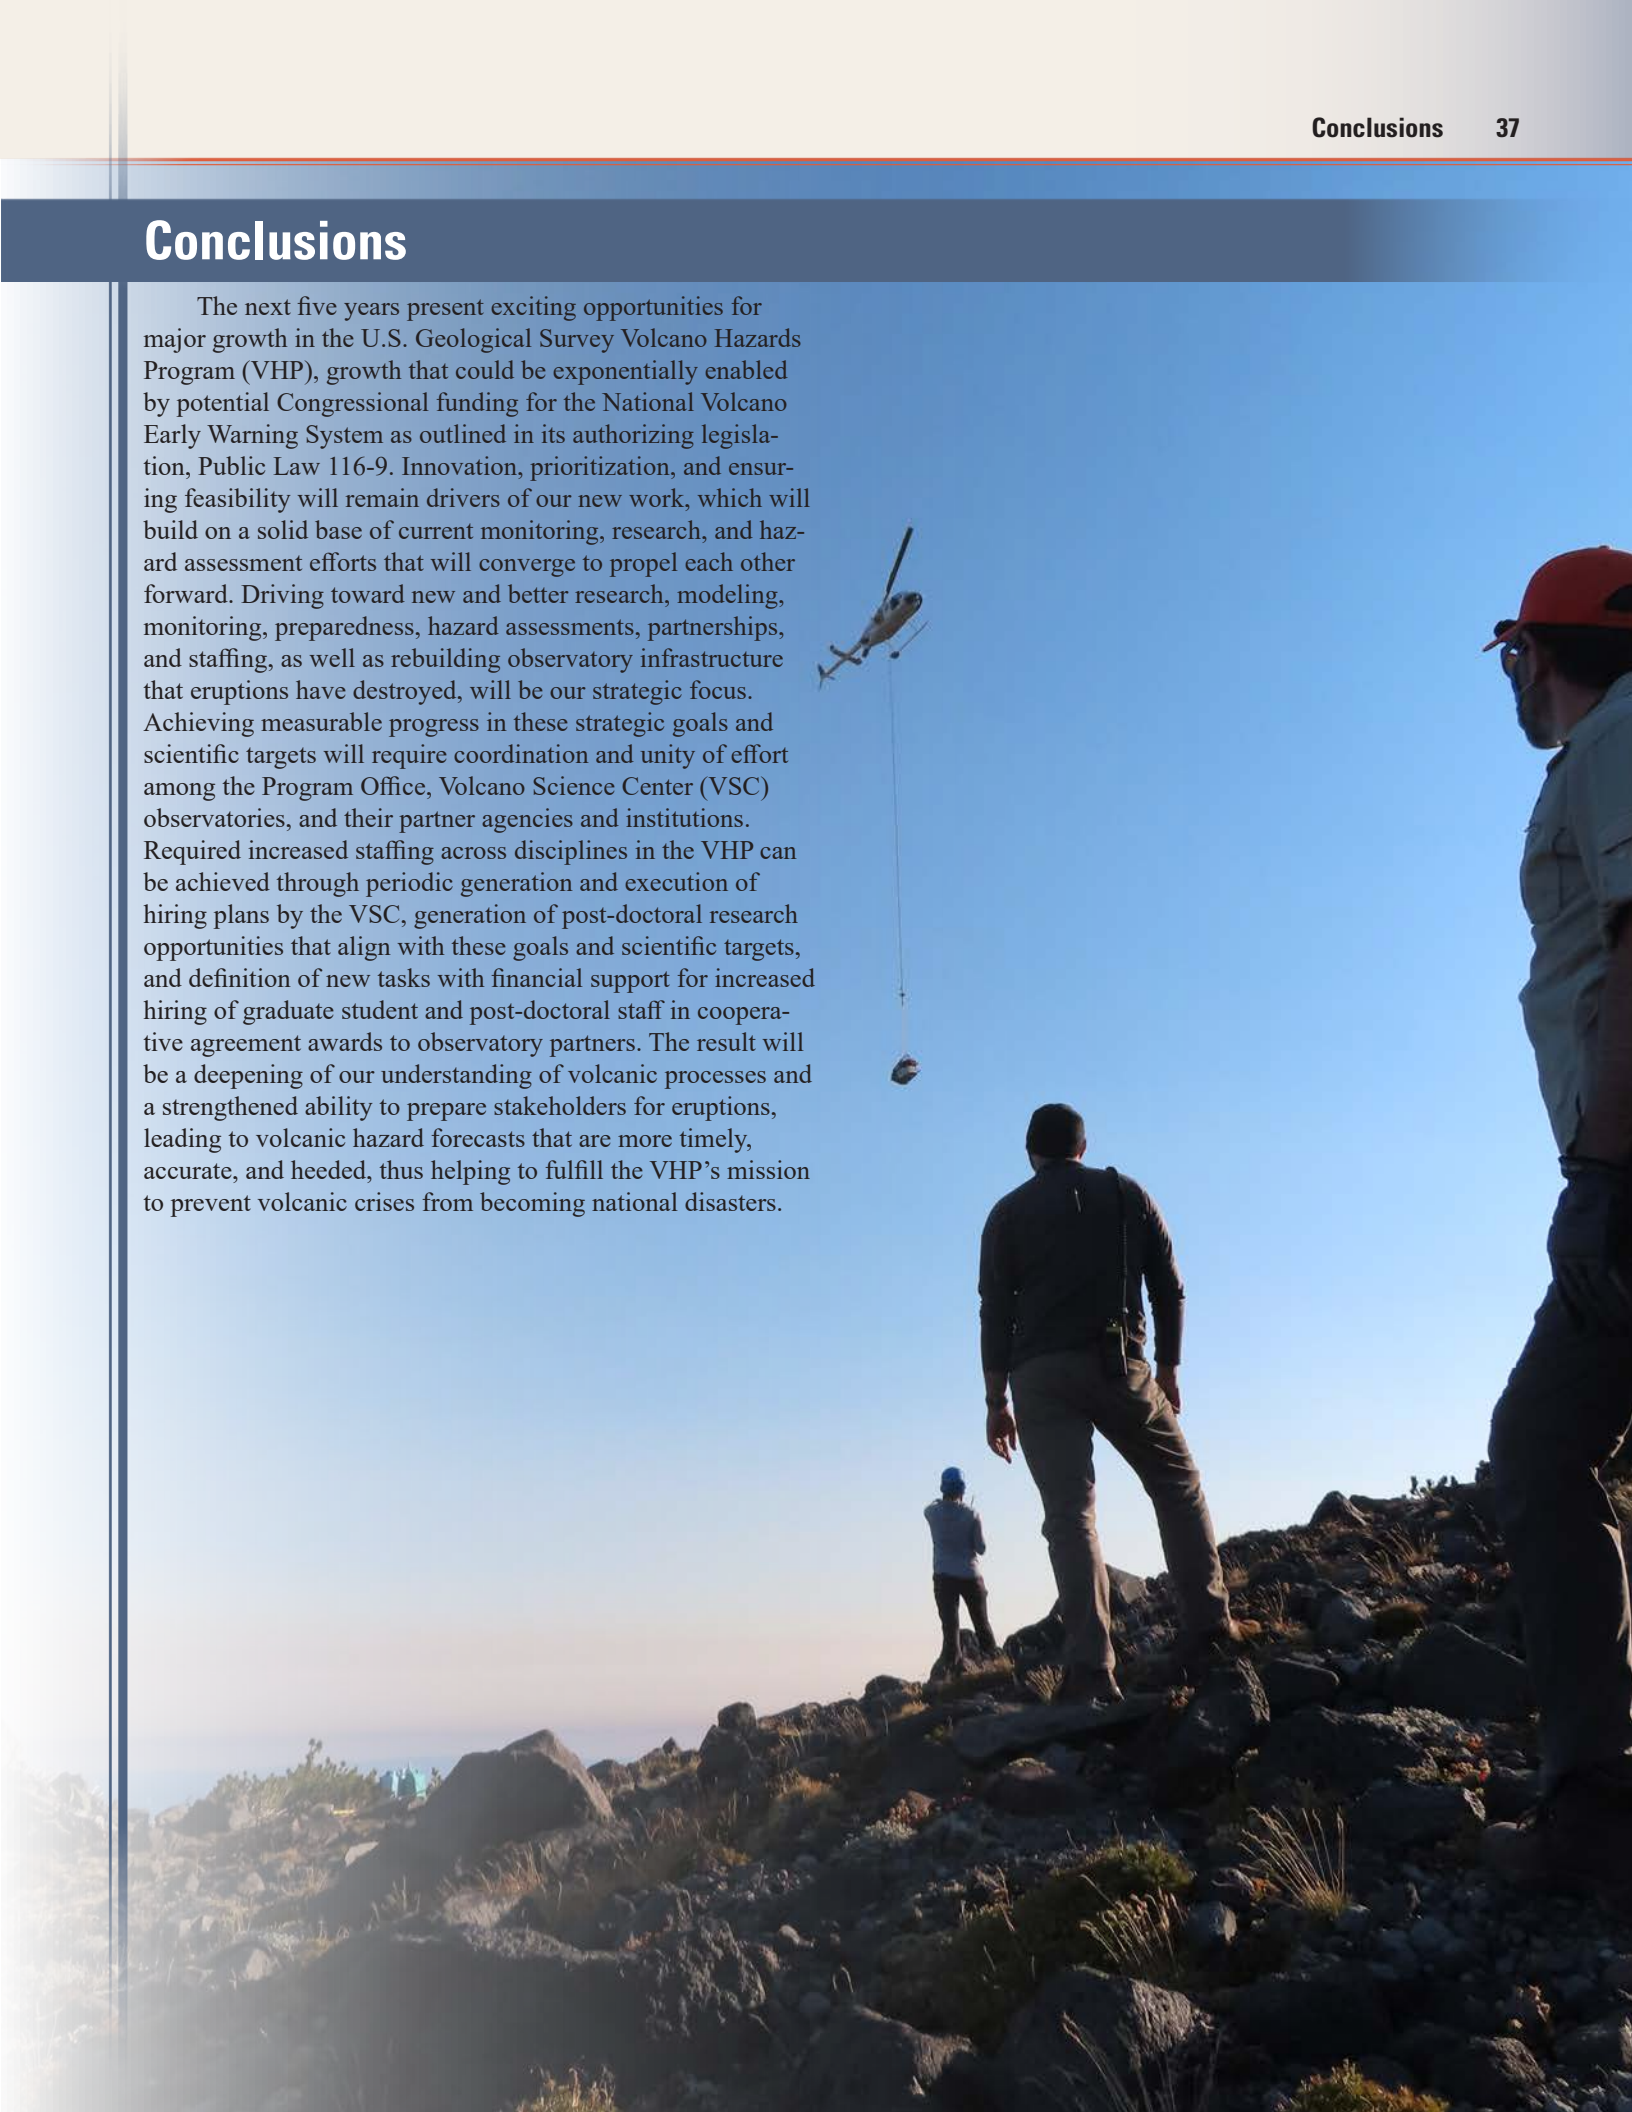 Conclusions 37
Conclusions
The next five years present exciting opportunities for
major growth in the U.S. Geological Survey Volcano Hazards
Program (VHP), growth that could be exponentially enabled
by potential Congressional funding for the National Volcano
Early Warning System as outlined in its authorizing legisla-
tion, Public Law 116-9. Innovation, prioritization, and ensur-
ing feasibility will remain drivers of our new work, which will
build on a solid base of current monitoring, research, and haz-
ard assessment efforts that will converge to propel each other
forward. Driving toward new and better research, modeling,
monitoring, preparedness, hazard assessments, partnerships,
and staffing, as well as rebuilding observatory infrastructure
that eruptions have destroyed, will be our strategic focus.
Achieving measurable progress in these strategic goals and
scientific targets will require coordination and unity of effort
among the Program Office, Volcano Science Center (VSC)
observatories, and their partner agencies and institutions.
Required increased staffing across disciplines in the VHP can
be achieved through periodic generation and execution of
hiring plans by the VSC, generation of post-doctoral research
opportunities that align with these goals and scientific targets,
and definition of new tasks with financial support for increased
hiring of graduate student and post-doctoral staff in coopera-
tive agreement awards to observatory partners. The result will
be a deepening of our understanding of volcanic processes and
a strengthened ability to prepare stakeholders for eruptions,
leading to volcanic hazard forecasts that are more timely,
accurate, and heeded, thus helping to fulfill the VHP’s mission
to prevent volcanic crises from becoming national disasters.